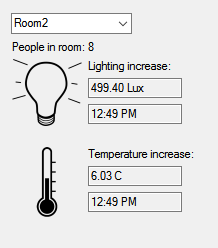 Room2
People in room: 8
Lighting increase:
499.40 Lux
12:49 PM
Temperature increase:
6.03 C
12:49 PM